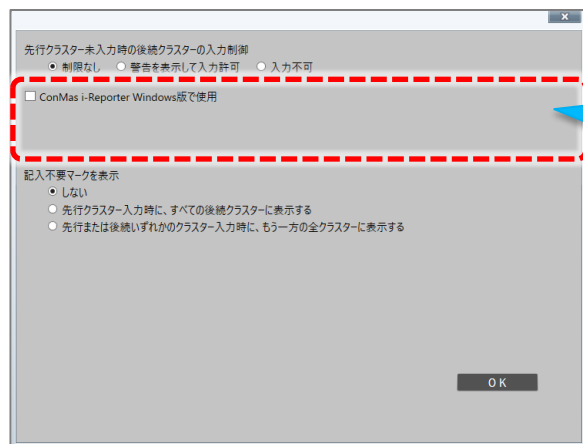 先行クラスター未入力時の後続クラスターの入力制御
制限なし 警告を表示して入力許可 入力不可
ConMas i-Reporter Windows版で使用
記入不要マークを表示
しない
先行クラスター入力時に、すべての後続クラスターに表示する
先行または後続いずれかのクラスター入力時に、もう一方の全クラスターに表示する
OK